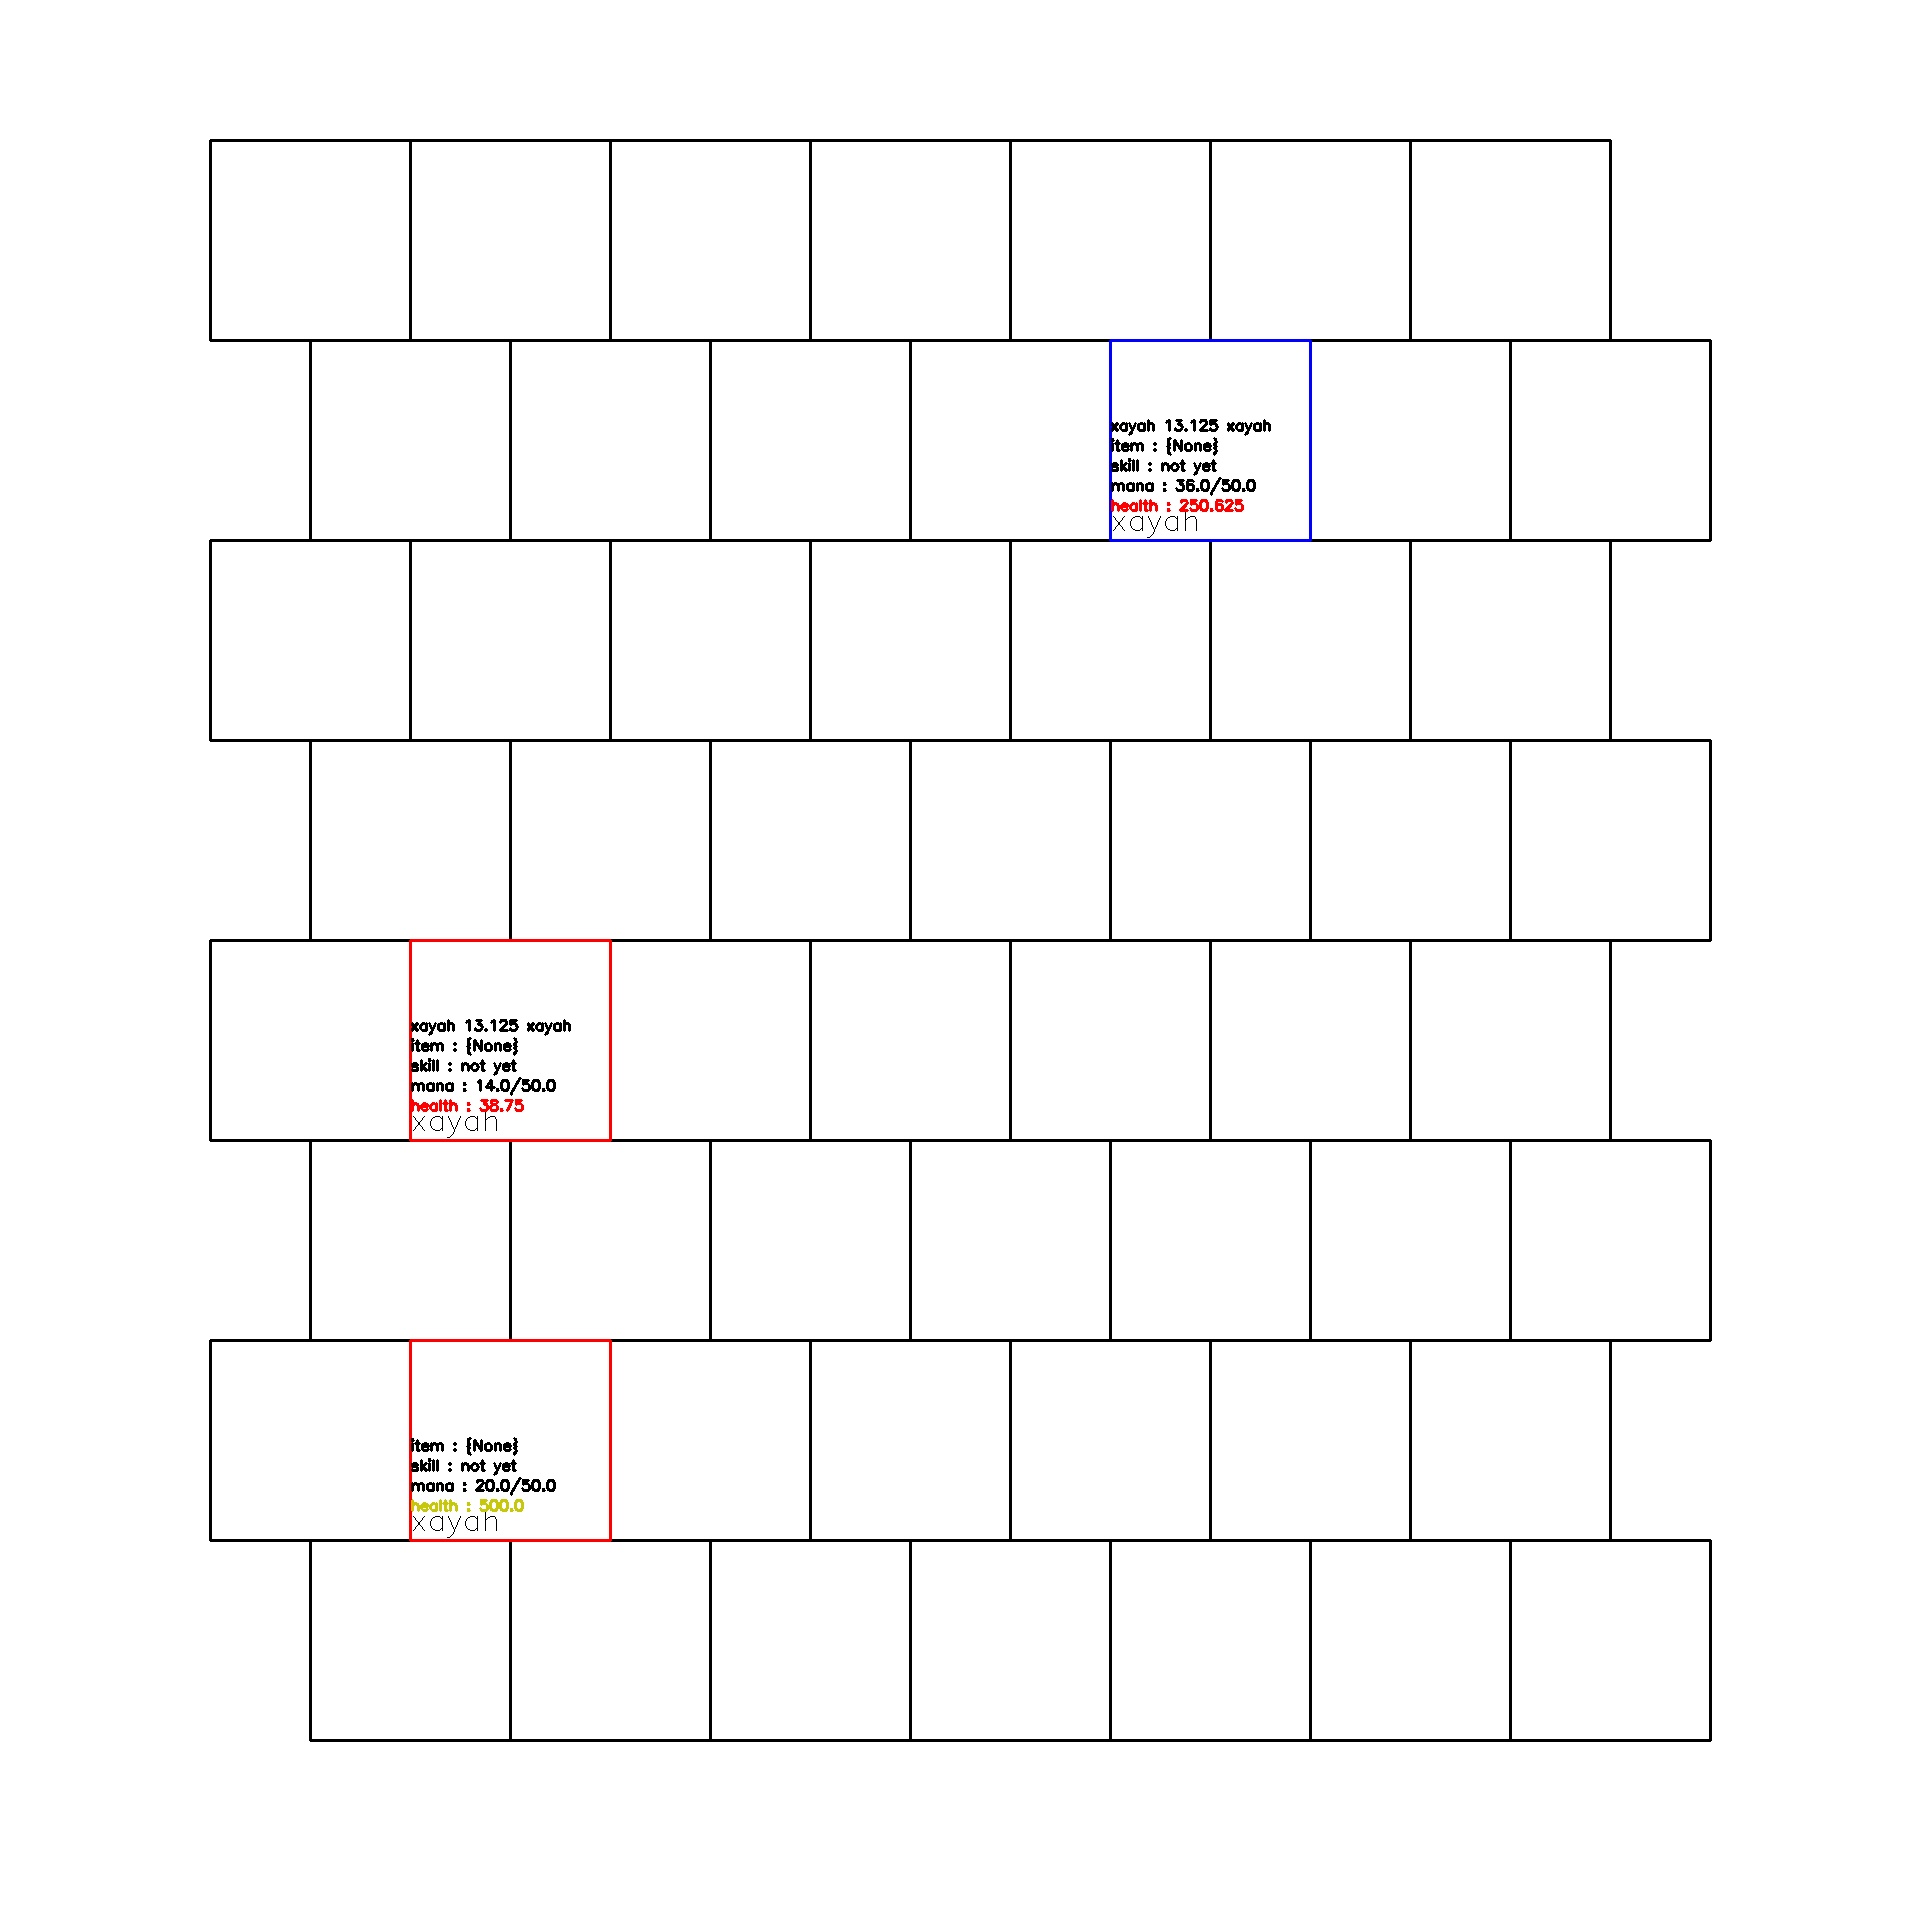 xayah 13.125 xayah
item : {None}
skill : not yet
mana : 36.0/50.0
health : 250.625
xayah
xayah 13.125 xayah
item : {None}
skill : not yet
mana : 14.0/50.0
health : 38.75
xayah
item : {None}
skill : not yet
mana : 20.0/50.0
health : 500.0
xayah